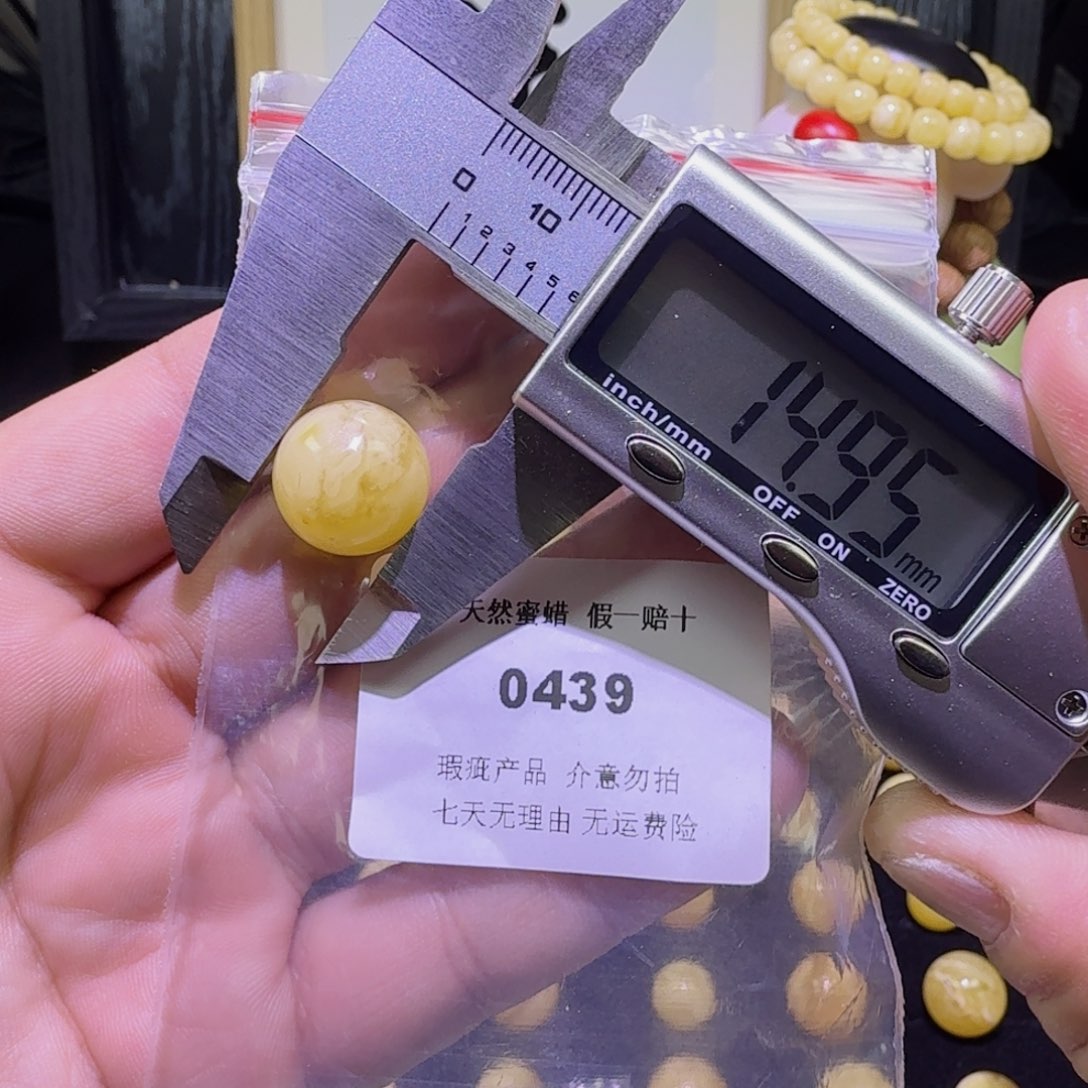 0 10
1 2 3 4 5 6
14.95 mm
inch/mm OFF ON ZERO
天然蜜蜡 假一赔十
0439
瑕疵产品 介意勿拍
七天无理由 无运费险